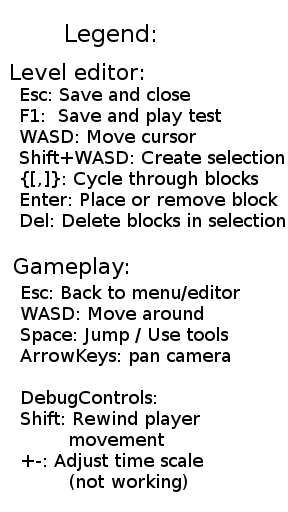 Legend:
Level editor:
Esc: Save and close
F1: Save and play test
WASD: Move cursor
Shift+WASD: Create selection
{[,]}: Cycle through blocks
Enter: Place or remove block
Del: Delete blocks in selection
Gameplay:
Esc: Back to menu/editor
WASD: Move around
Space: Jump / Use tools
ArrowKeys: pan camera
DebugControls:
Shift: Rewind player
movement
+-: Adjust time scale
(not working)